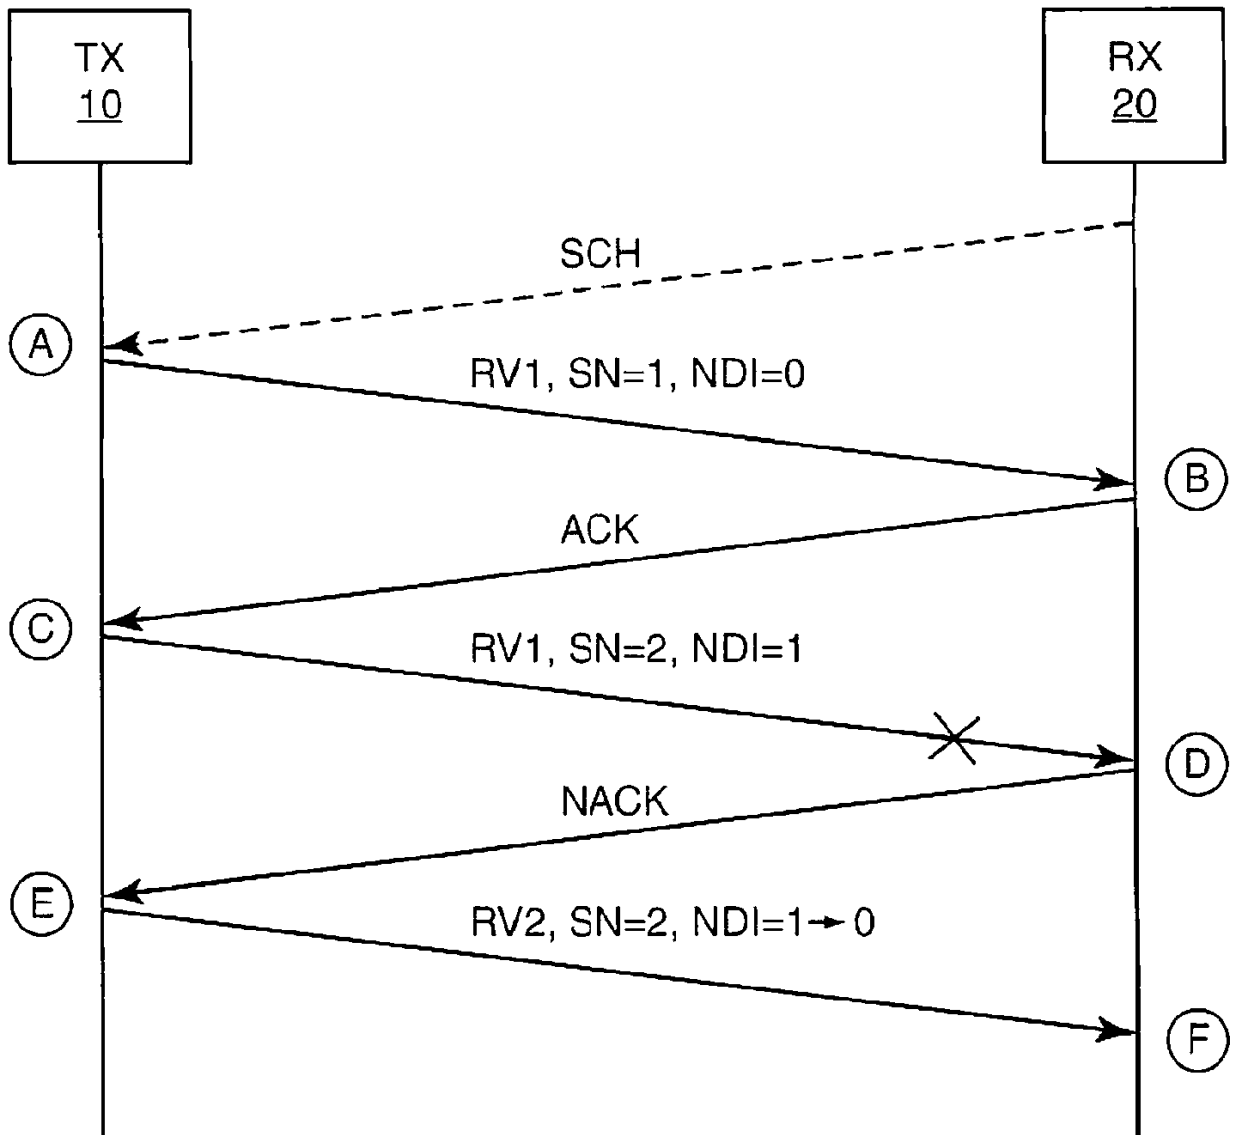 TX
10
RX
20
SCH
A
RV1, SN=1, NDI=0
B
ACK
C
RV1, SN=2, NDI=1
D
NACK
E
RV2, SN=2, NDI=1→0
F